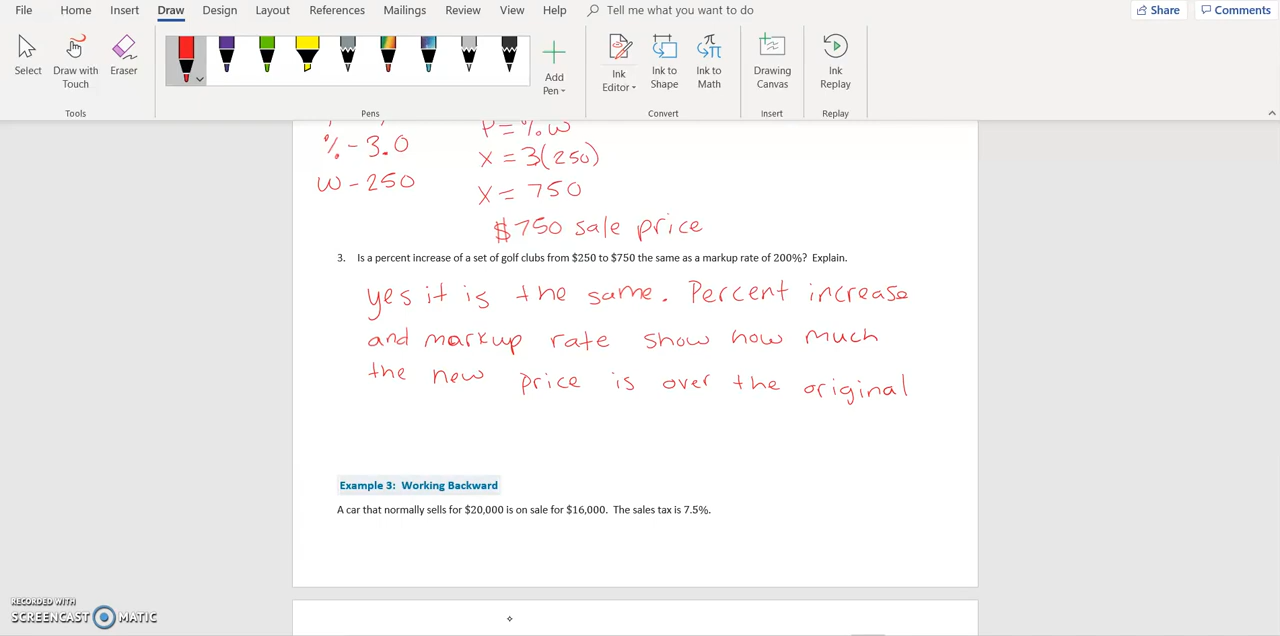 File Home Insert Draw Design Layout References Mailings Review View Help Tell me what you want to do Share Comments
Select Draw with Touch Eraser Add Pen Ink Editor Ink to Shape Ink to Math Drawing Canvas Ink Replay
Tools Pens Convert Insert Replay
P = % . W
% - 3.0
X = 3(250)
W - 250
X = 750
$750 sale price
3. Is a percent increase of a set of golf clubs from $250 to $750 the same as a markup rate of 200%? Explain.
yes it is the same. Percent increase
and markup rate show how much
the new price is over the original
Example 3: Working Backward
A car that normally sells for $20,000 is on sale for $16,000. The sales tax is 7.5%.
RECORDED WITH
SCREENCAST MATIC